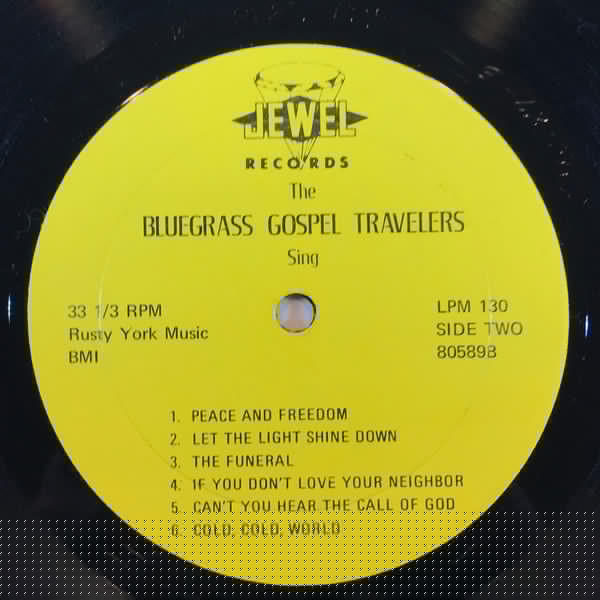 JEWEL
RECORDS
The
BLUEGRASS GOSPEL TRAVELERS
Sing
33 1/3 RPM
Rusty York Music
BMI
LPM 130
SIDE TWO
80589B
1. PEACE AND FREEDOM
2. LET THE LIGHT SHINE DOWN
3. THE FUNERAL
4. IF YOU DON'T LOVE YOUR NEIGHBOR
5. CAN'T YOU HEAR THE CALL OF GOD
6. COLD, COLD, WORLD